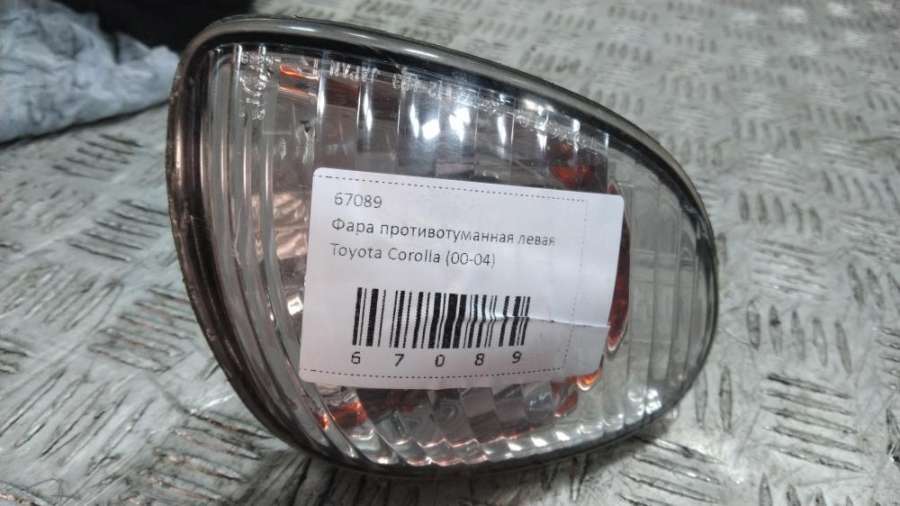 67089
Фара противотуманная левая
Toyota Corolla (00-04)
67089